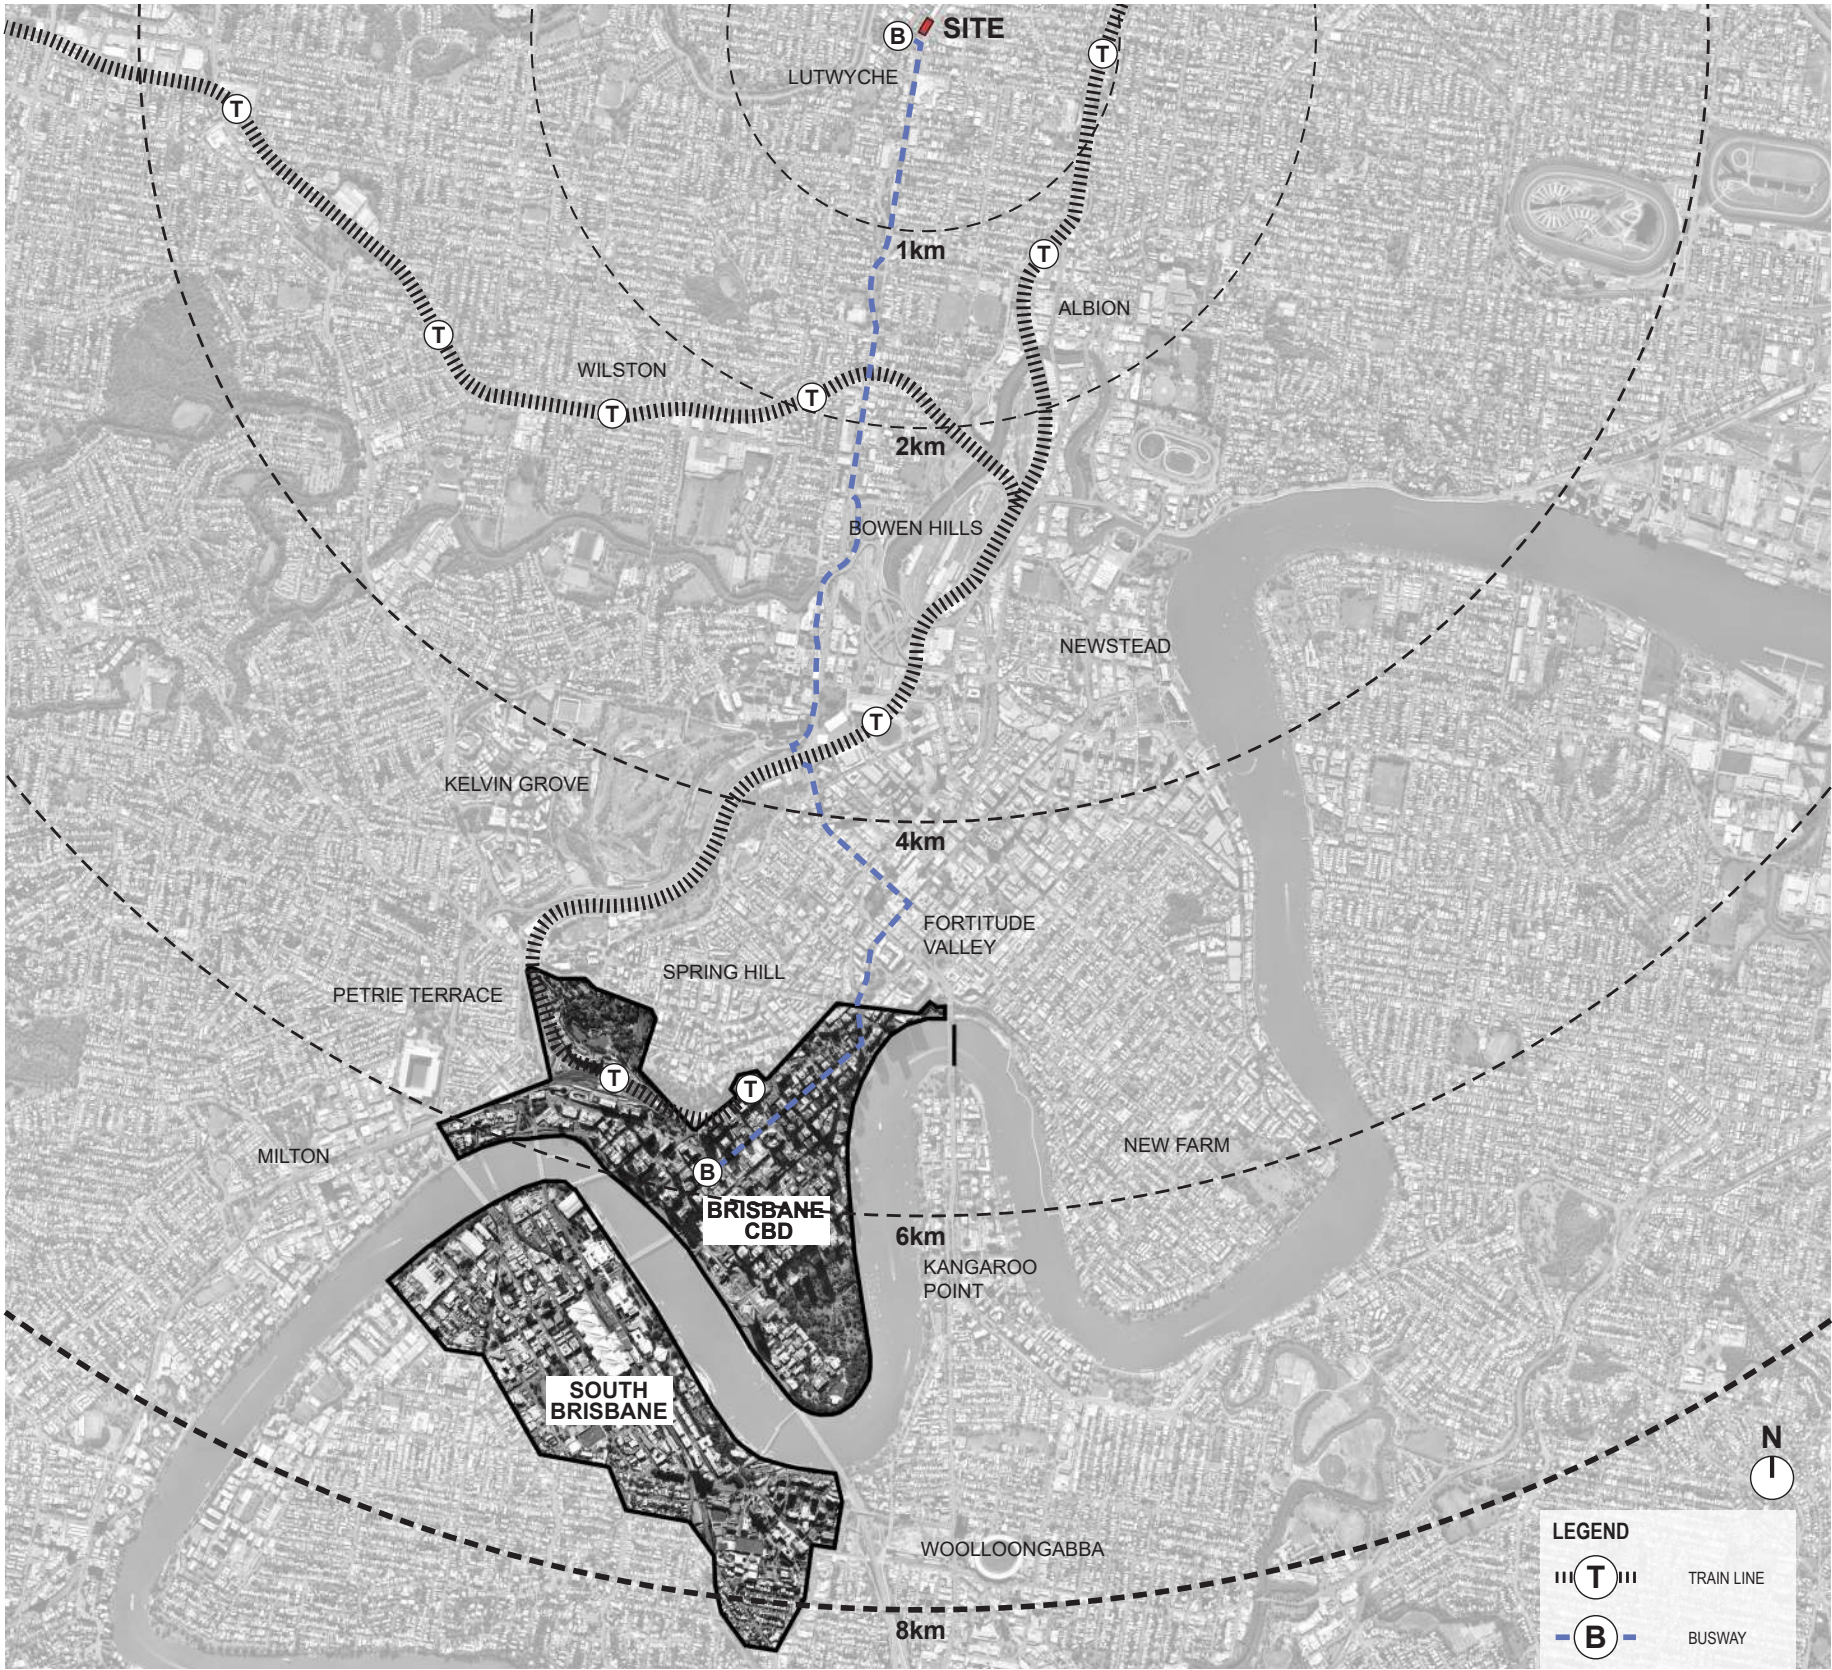 B
SITE
T
LUTWYCHE
T
1km
T
ALBION
T
WILSTON
T
T
2km
BOWEN HILLS
NEWSTEAD
T
KELVIN GROVE
4km
FORTITUDE
VALLEY
SPRING HILL
PETRIE TERRACE
T
T
MILTON
NEW FARM
B
BRISBANE
CBD
6km
KANGAROO
POINT
SOUTH
BRISBANE
N
WOOLLOONGABBA
8km
LEGEND
T TRAIN LINE
B BUSWAY